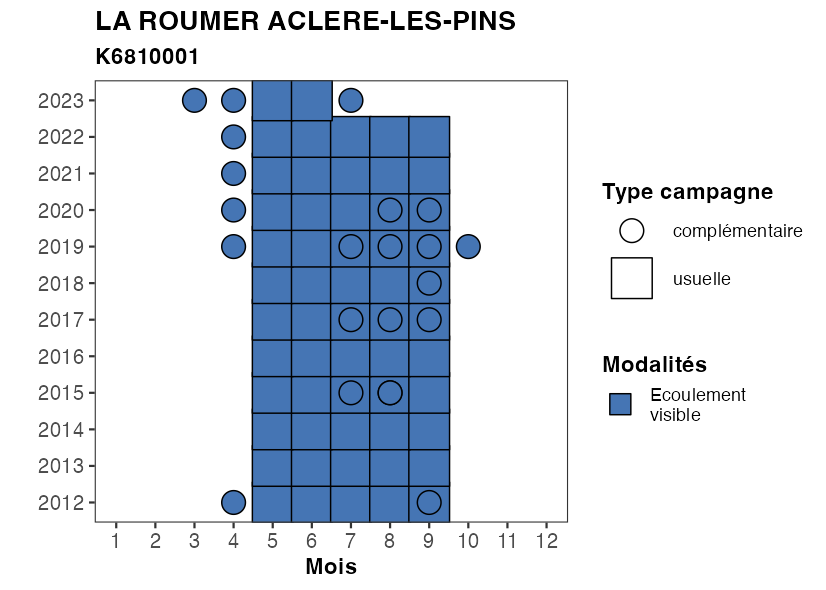 LA ROUMER ACLERE-LES-PINS
K6810001
2023
2022
2021
2020
2019
2018
2017
2016
2015
2014
2013
2012
1 2 3 4 5 6 7 8 9 10 11 12
Mois
Type campagne
complémentaire
usuelle
Modalités
Ecoulement
visible